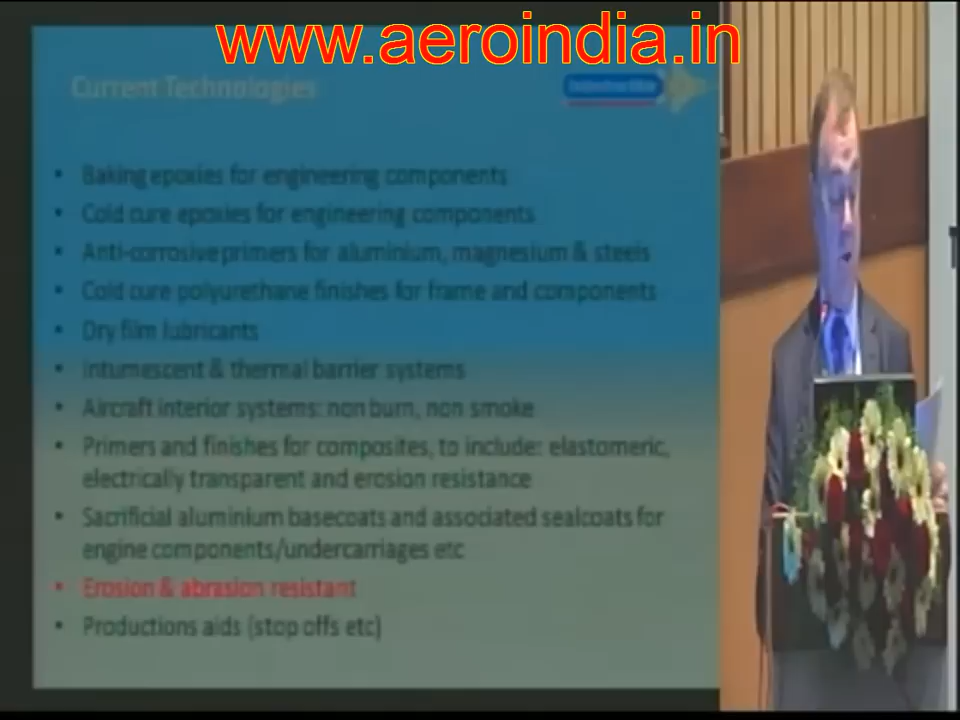 www.aeroindia.in
Current Technologies
• Baking epoxies for engineering components
• Cold cure epoxies for engineering components
• Anti-corrosive primers for aluminium, magnesium & steels
• Cold cure polyurethane finishes for frame and components
• Dry film lubricants
• Intumescent & thermal barrier systems
• Aircraft interior systems: non burn, non smoke
• Primers and finishes for composites, to include: elastomeric,
electrically transparent and erosion resistance
• Sacrificial aluminium basecoats and associated sealcoats for
engine components/undercarriages etc
• Erosion & abrasion resistant
• Productions aids (stop offs etc)